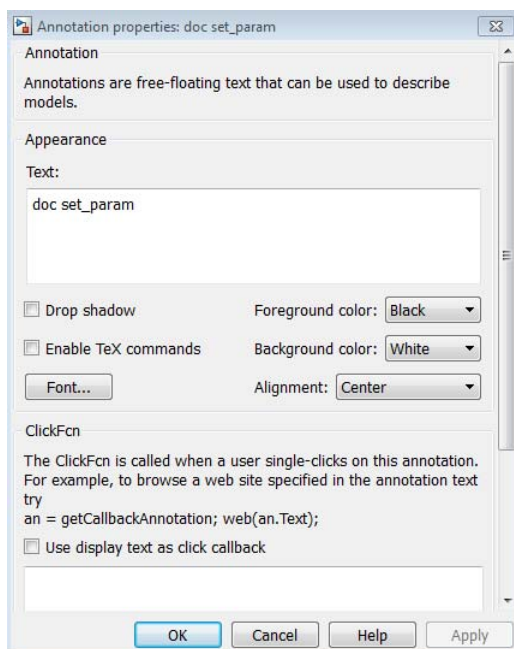 Annotation properties: doc set_param
Annotation
Annotations are free-floating text that can be used to describe
models.
Appearance
Text:
doc set_param
Drop shadow
Foreground color: Black
Enable TeX commands
Background color: White
Font...
Alignment: Center
ClickFcn
The ClickFcn is called when a user single-clicks on this annotation.
For example, to browse a web site specified in the annotation text
try
an = getCallbackAnnotation; web(an.Text);
Use display text as click callback
OK
Cancel
Help
Apply